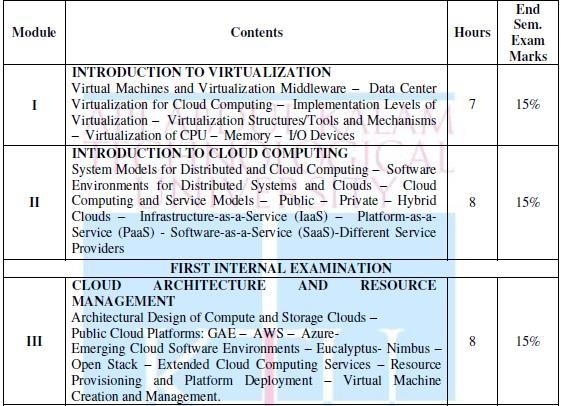 Module
Contents
Hours
End
Sem.
Exam
Marks
I
INTRODUCTION TO VIRTUALIZATION
Virtual Machines and Virtualization Middleware – Data Center
Virtualization for Cloud Computing – Implementation Levels of
Virtualization – Virtualization Structures/Tools and Mechanisms
– Virtualization of CPU – Memory – I/O Devices
7
15%
II
INTRODUCTION TO CLOUD COMPUTING
System Models for Distributed and Cloud Computing – Software
Environments for Distributed Systems and Clouds – Cloud
Computing and Service Models – Public – Private – Hybrid
Clouds – Infrastructure-as-a-Service (IaaS) – Platform-as-a-
Service (PaaS) - Software-as-a-Service (SaaS)-Different Service
Providers
8
15%
FIRST INTERNAL EXAMINATION
III
CLOUD ARCHITECTURE AND RESOURCE
MANAGEMENT
Architectural Design of Compute and Storage Clouds –
Public Cloud Platforms: GAE – AWS – Azure-
Emerging Cloud Software Environments – Eucalyptus- Nimbus –
Open Stack – Extended Cloud Computing Services – Resource
Provisioning and Platform Deployment – Virtual Machine
Creation and Management.
8
15%